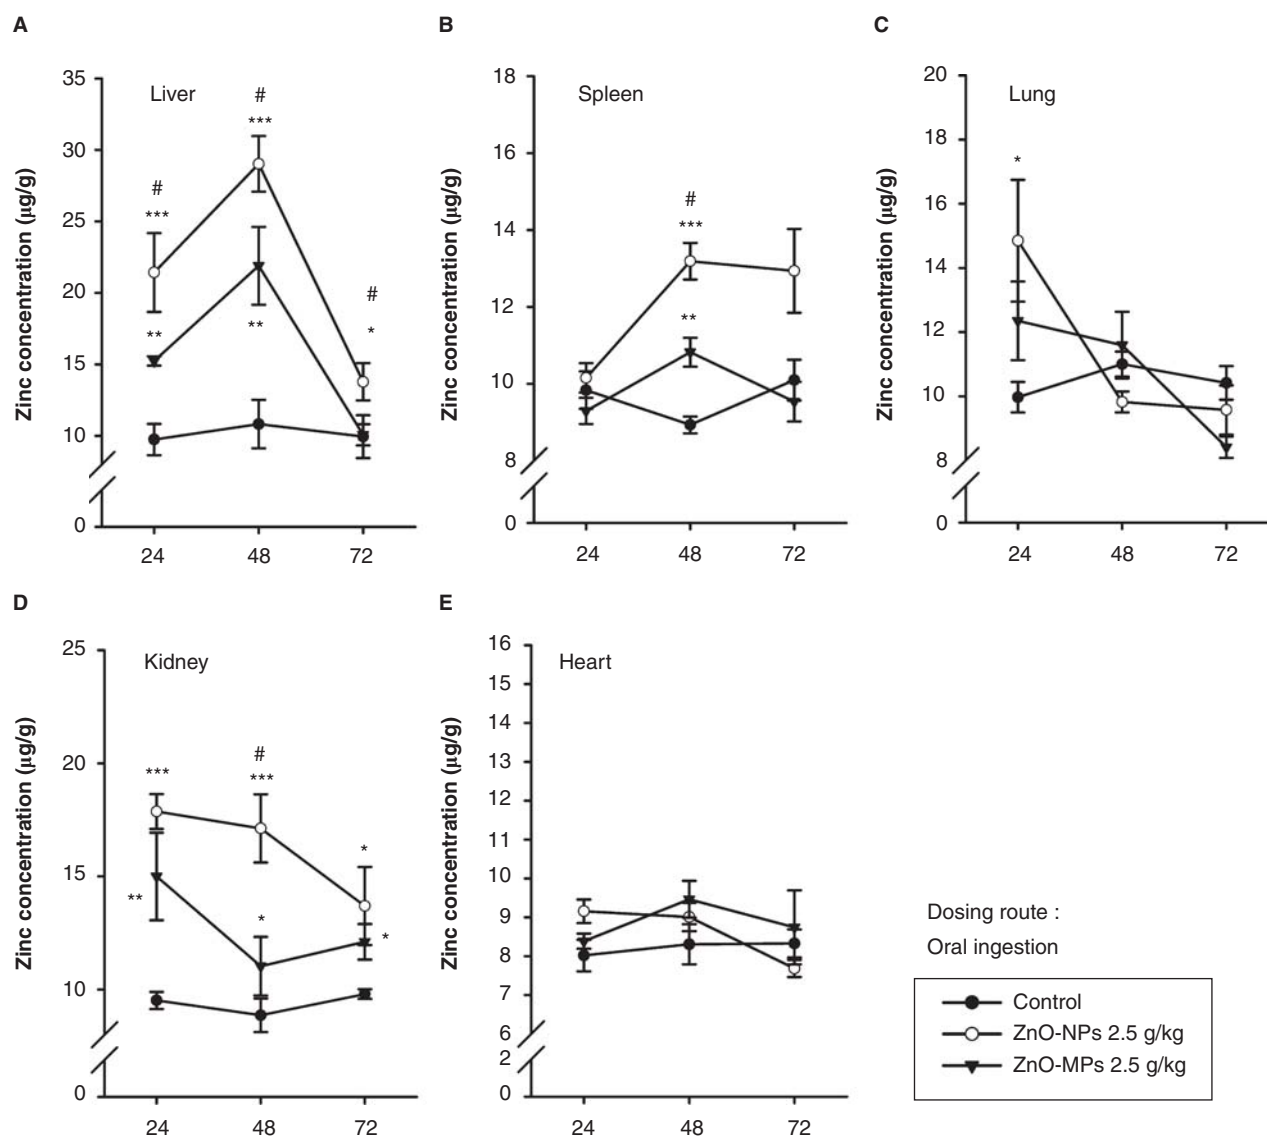 A
Liver
Zinc concentration (µg/g)
35
30
25
20
15
10
0
24 48 72
#
***
#
***
#
*
**
**
B
Spleen
Zinc concentration (µg/g)
18
16
14
12
10
8
0
24 48 72
#
***
**
C
Lung
Zinc concentration (µg/g)
20
18
16
14
12
10
8
0
24 48 72
*
D
Kidney
Zinc concentration (µg/g)
25
20
15
10
0
24 48 72
***
#
***
*
**
*
*
E
Heart
Zinc concentration (µg/g)
16
15
14
13
12
11
10
9
8
7
6
2
0
24 48 72
Dosing route :
Oral ingestion
Control
ZnO-NPs 2.5 g/kg
ZnO-MPs 2.5 g/kg